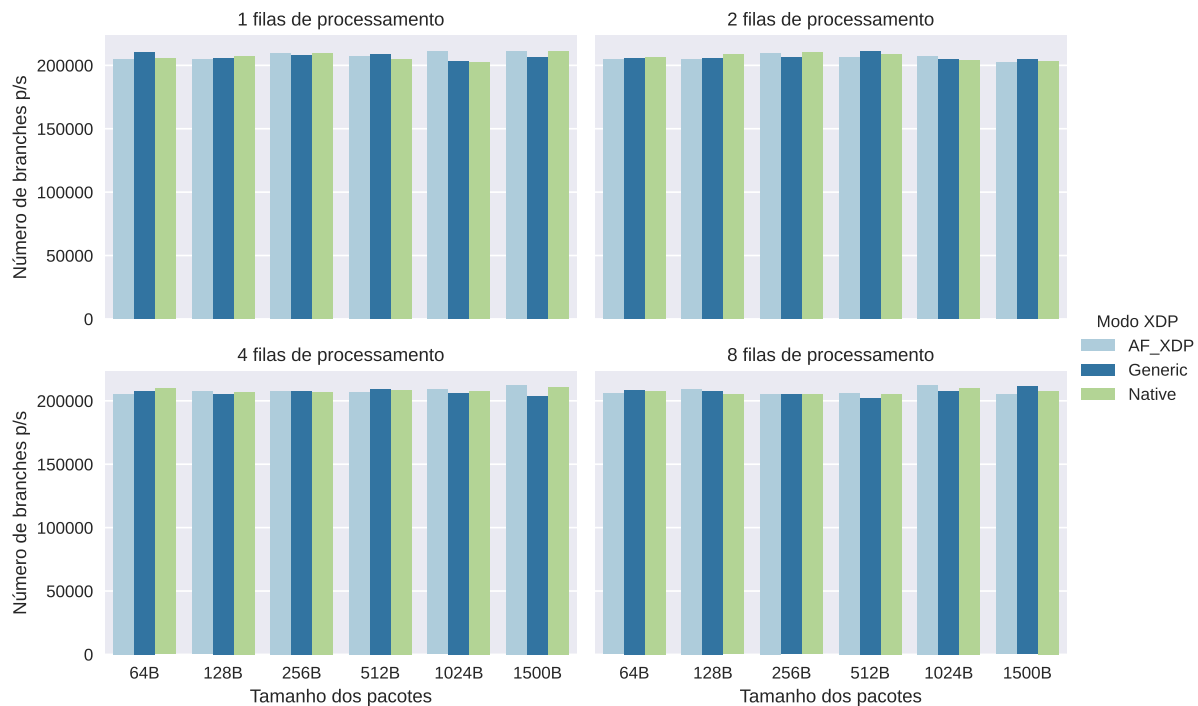 1 filas de processamento
2 filas de processamento
Número de branches p/s
200000
150000
100000
50000
0
4 filas de processamento
8 filas de processamento
Número de branches p/s
200000
150000
100000
50000
0
64B 128B 256B 512B 1024B 1500B
Tamanho dos pacotes
64B 128B 256B 512B 1024B 1500B
Tamanho dos pacotes
Modo XDP
AF_XDP
Generic
Native